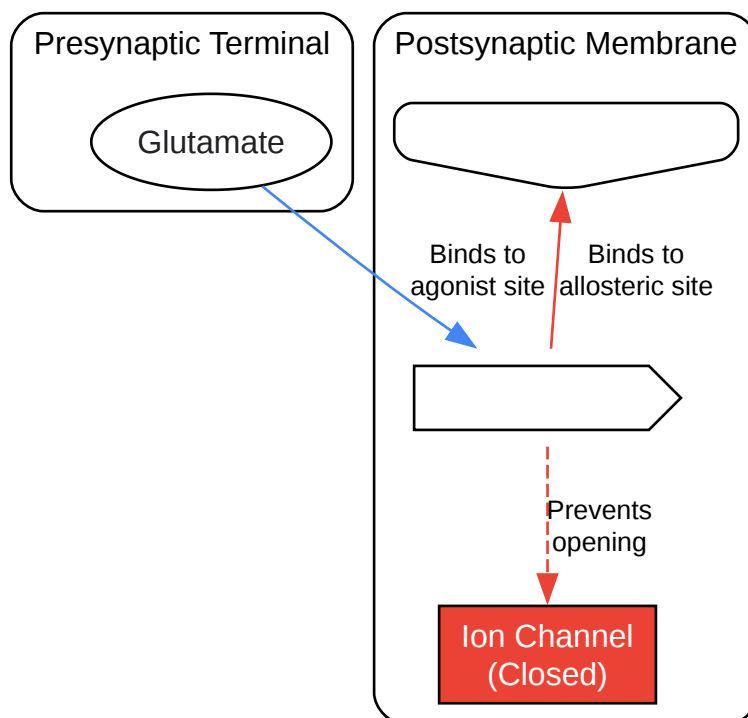 Presynaptic Terminal
Postsynaptic Membrane
Glutamate
Binds to
agonist site
Binds to
allosteric site
Prevents
opening
Ion Channel
(Closed)